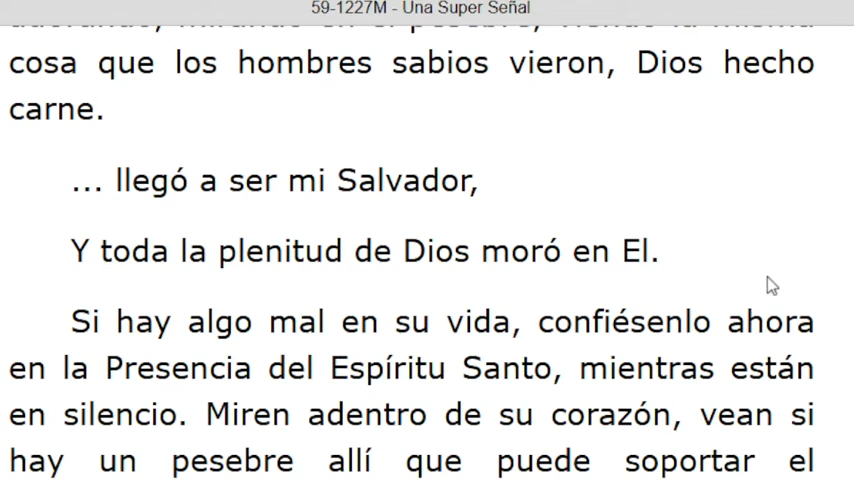 59-1227M - Una Super Señal
cosa que los hombres sabios vieron, Dios hecho
carne.
... llegó a ser mi Salvador,
Y toda la plenitud de Dios moró en El.
Si hay algo mal en su vida, confiésenlo ahora
en la Presencia del Espíritu Santo, mientras están
en silencio. Miren adentro de su corazón, vean si
hay un pesebre allí que puede soportar el